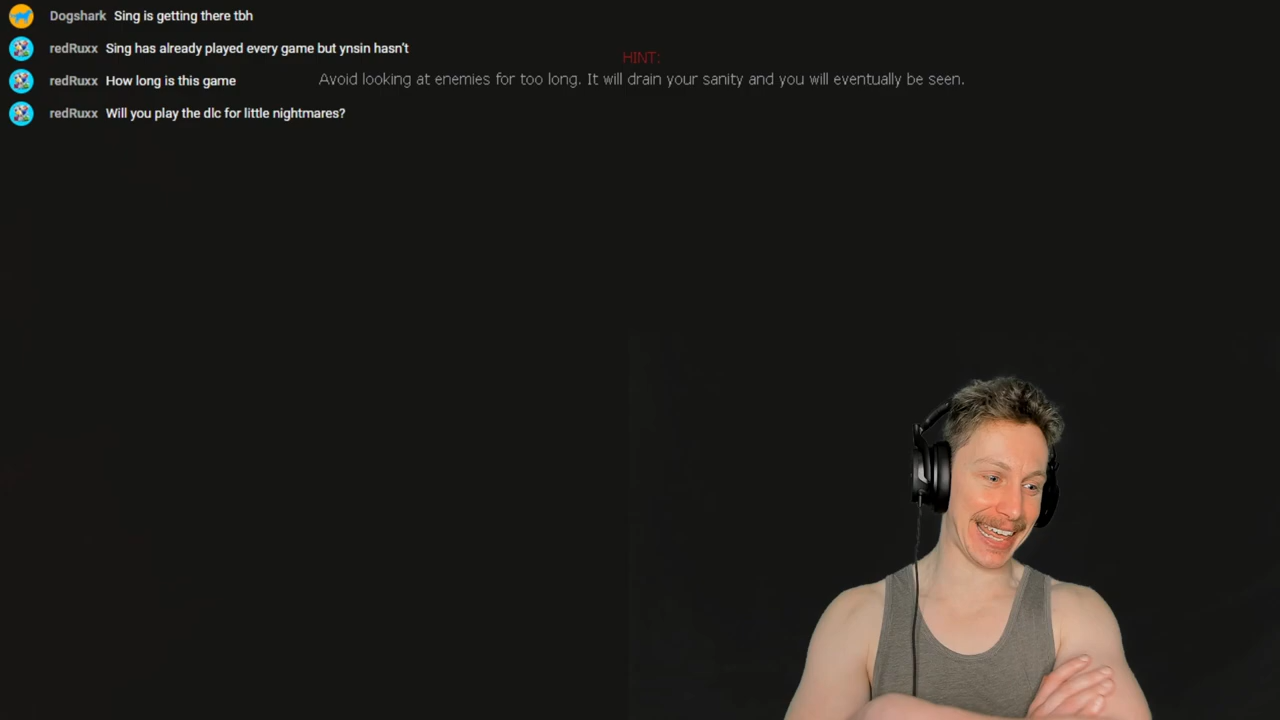 Dogshark Sing is getting there tbh
redRuxx Sing has already played every game but ynsin hasn't
redRuxx How long is this game
redRuxx Will you play the dlc for little nightmares?
HINT:
Avoid looking at enemies for too long. It will drain your sanity and you will eventually be seen.